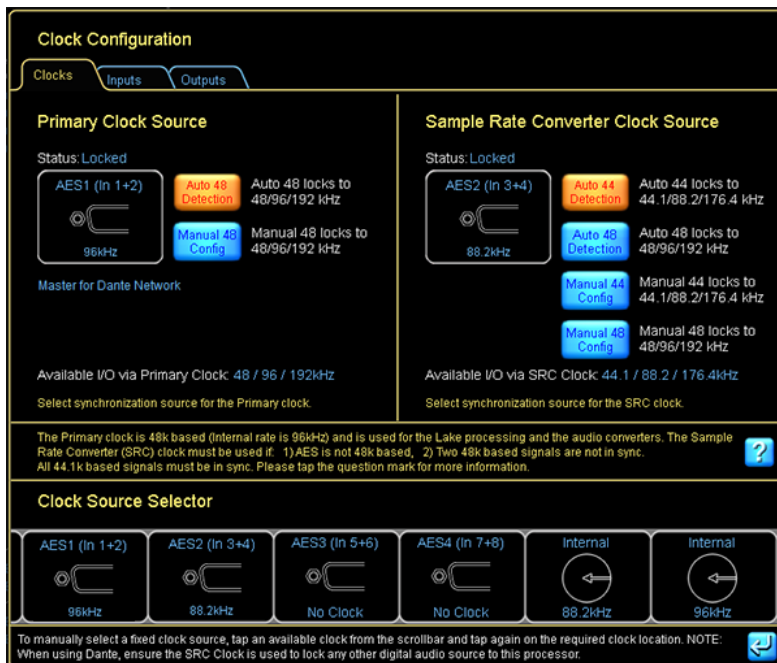 Clock Configuration
Clocks Inputs Outputs
Primary Clock Source
Status: Locked
AES1 (In 1+2)
96kHz
Auto 48
Detection
Auto 48 locks to
48/96/192 kHz
Manual 48
Config
Manual 48 locks to
48/96/192 kHz
Master for Dante Network
Available I/O via Primary Clock: 48 / 96 / 192kHz
Select synchronization source for the Primary clock.
Sample Rate Converter Clock Source
Status: Locked
AES2 (In 3+4)
88.2kHz
Auto 44
Detection
Auto 44 locks to
44.1/88.2/176.4 kHz
Auto 48
Detection
Auto 48 locks to
48/96/192 kHz
Manual 44
Config
Manual 44 locks to
44.1/88.2/176.4 kHz
Manual 48
Config
Manual 48 locks to
48/96/192 kHz
Available I/O via SRC Clock: 44.1 / 88.2 / 176.4kHz
Select synchronization source for the SRC clock.
The Primary clock is 48k based (Internal rate is 96kHz) and is used for the Lake processing and the audio converters. The Sample
Rate Converter (SRC) clock must be used if: 1) AES is not 48k based, 2) Two 48k based signals are not in sync.
All 44.1k based signals must be in sync. Please tap the question mark for more information.
?
Clock Source Selector
AES1 (In 1+2)
96kHz
AES2 (In 3+4)
88.2kHz
AES3 (In 5+6)
No Clock
AES4 (In 7+8)
No Clock
Internal
88.2kHz
Internal
96kHz
To manually select a fixed clock source, tap an available clock from the scrollbar and tap again on the required clock location. NOTE:
When using Dante, ensure the SRC Clock is used to lock any other digital audio source to this processor.